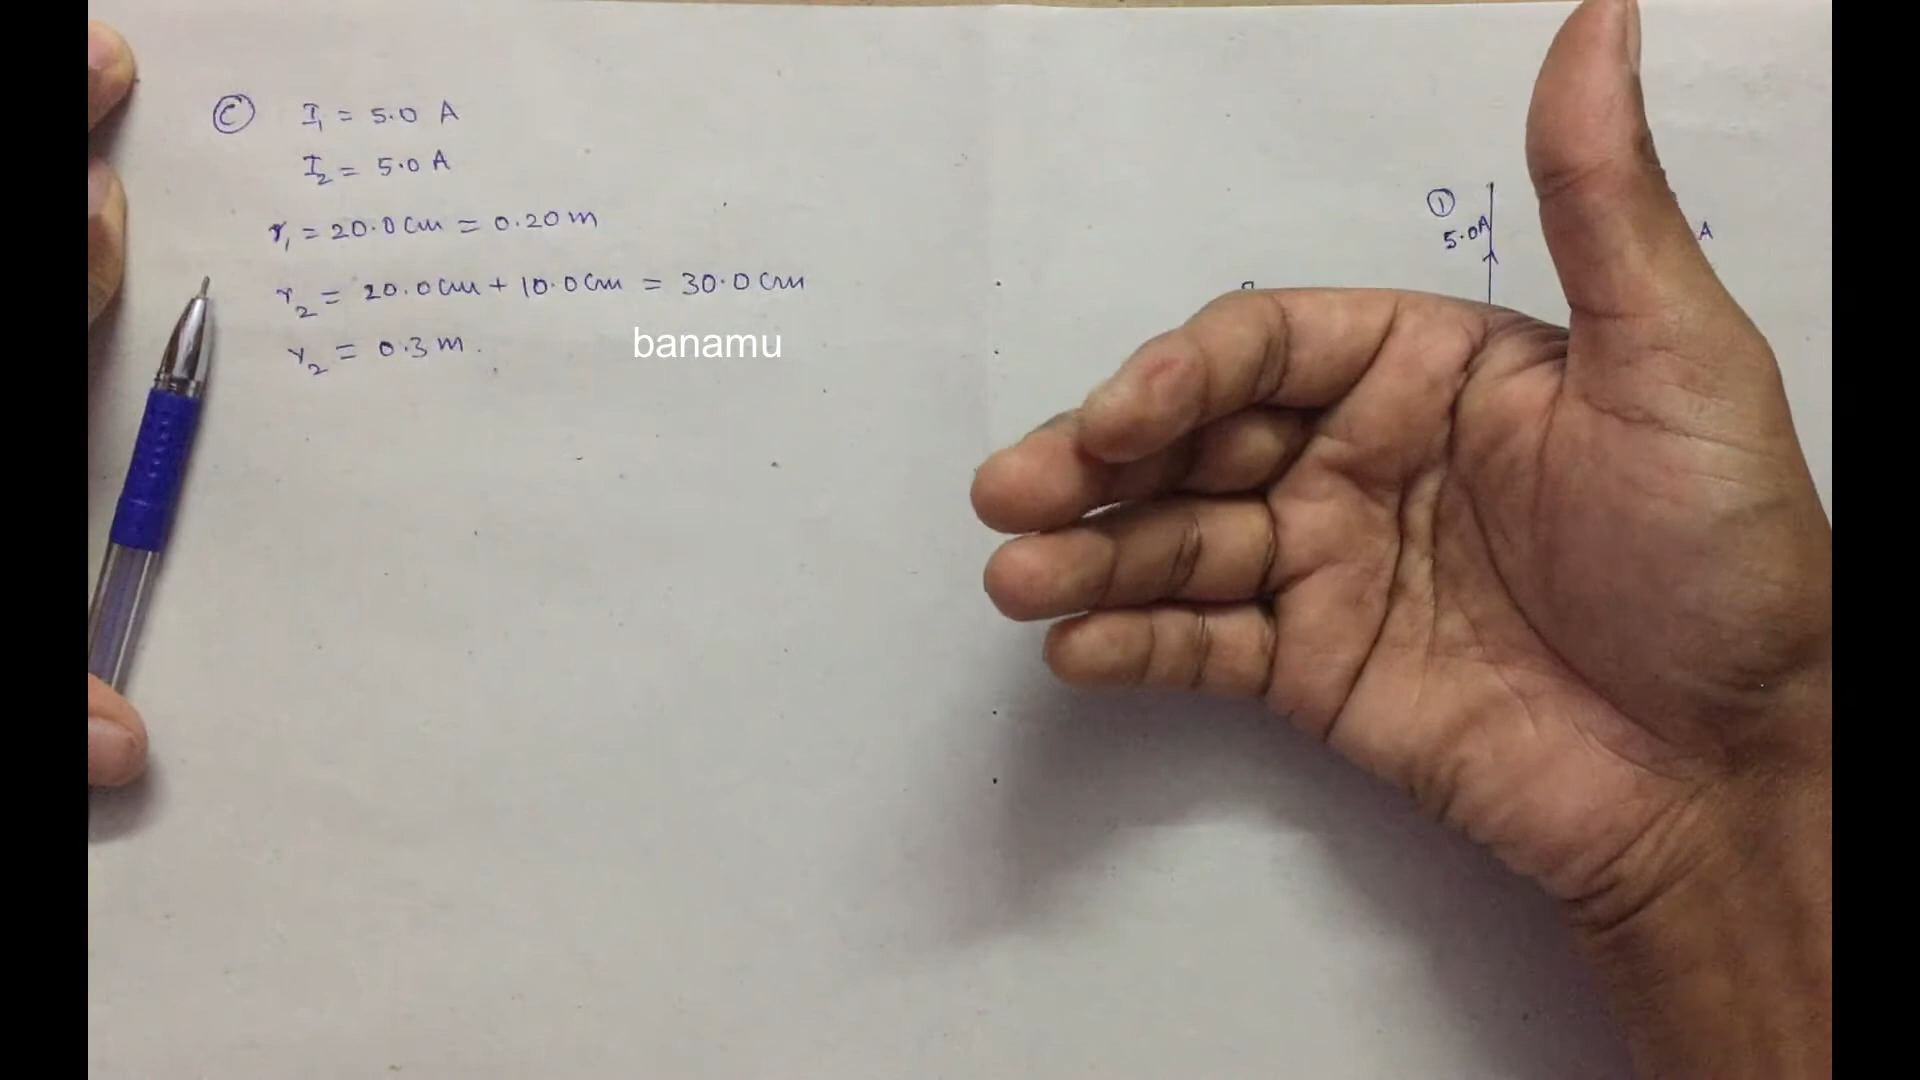 C I₁ = 5.0 A
I₂ = 5.0 A
r₁ = 20.0 cm = 0.20 m
r₂ = 20.0 cm + 10.0 cm = 30.0 cm
r₂ = 0.3 m.
banamu
1
5.0A
A